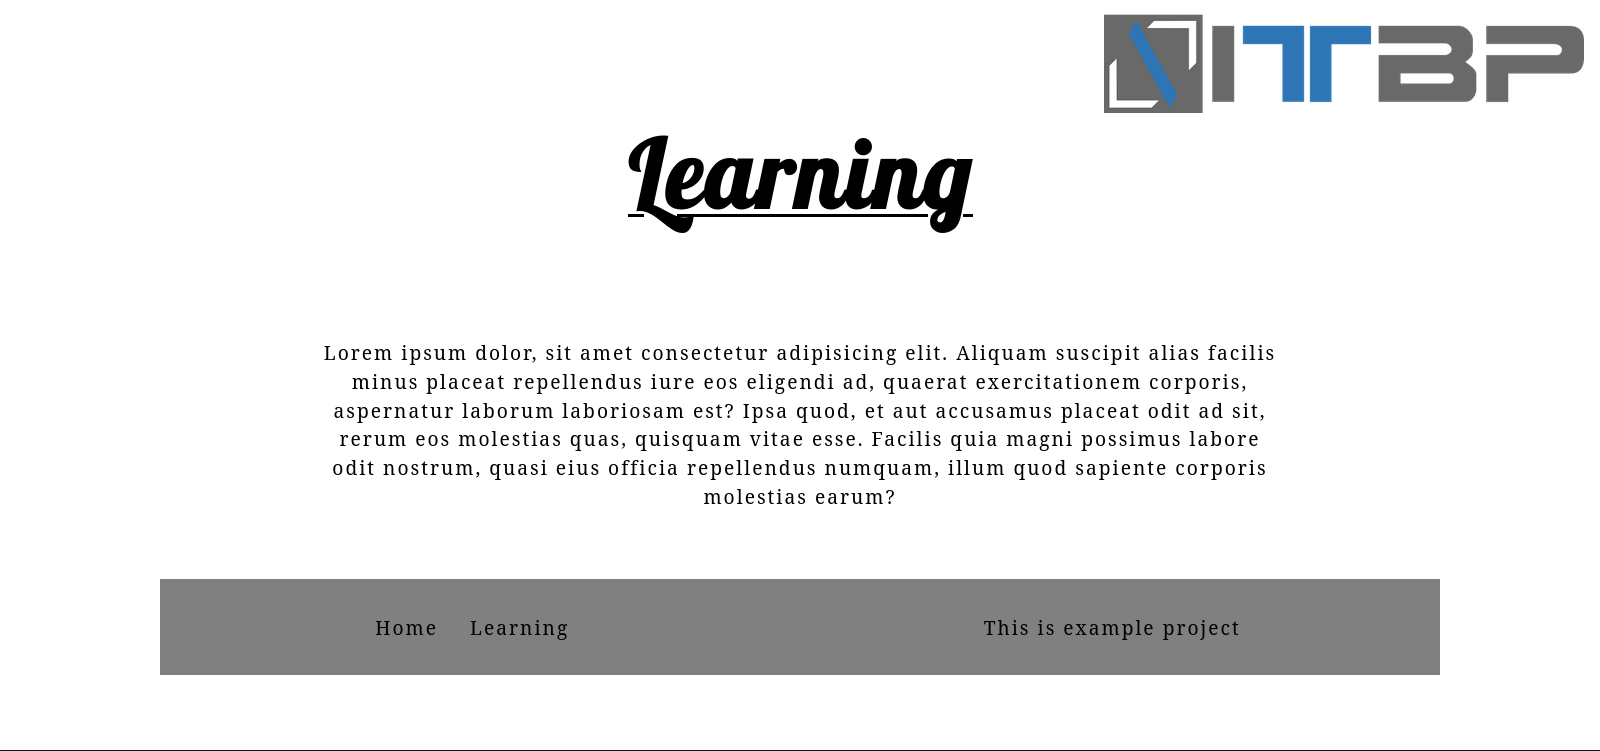 ITBP
Learning
Lorem ipsum dolor, sit amet consectetur adipisicing elit. Aliquam suscipit alias facilis
minus placeat repellendus iure eos eligendi ad, quaerat exercitationem corporis,
aspernatur laborum laboriosam est? Ipsa quod, et aut accusamus placeat odit ad sit,
rerum eos molestias quas, quisquam vitae esse. Facilis quia magni possimus labore
odit nostrum, quasi eius officia repellendus numquam, illum quod sapiente corporis
molestias earum?
Home Learning This is example project